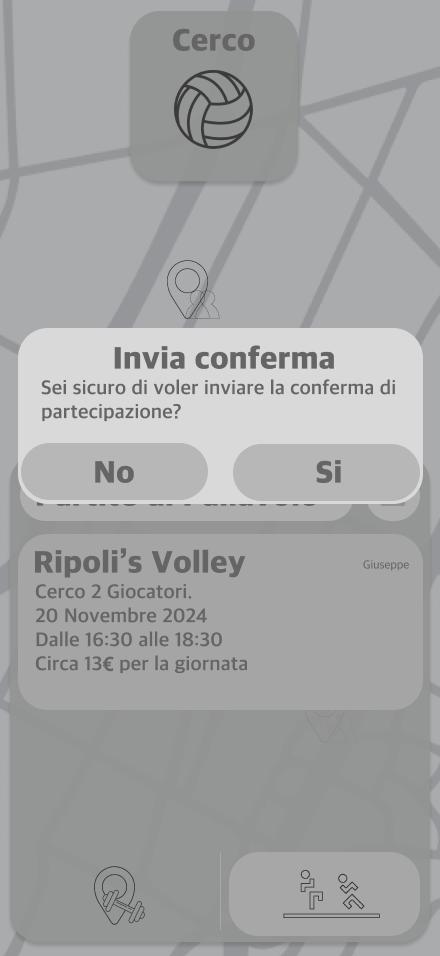 Cerco
Invia conferma
Sei sicuro di voler inviare la conferma di
partecipazione?
No
Si
Ripoli's Volley
Giuseppe
Cerco 2 Giocatori.
20 Novembre 2024
Dalle 16:30 alle 18:30
Circa 13€ per la giornata